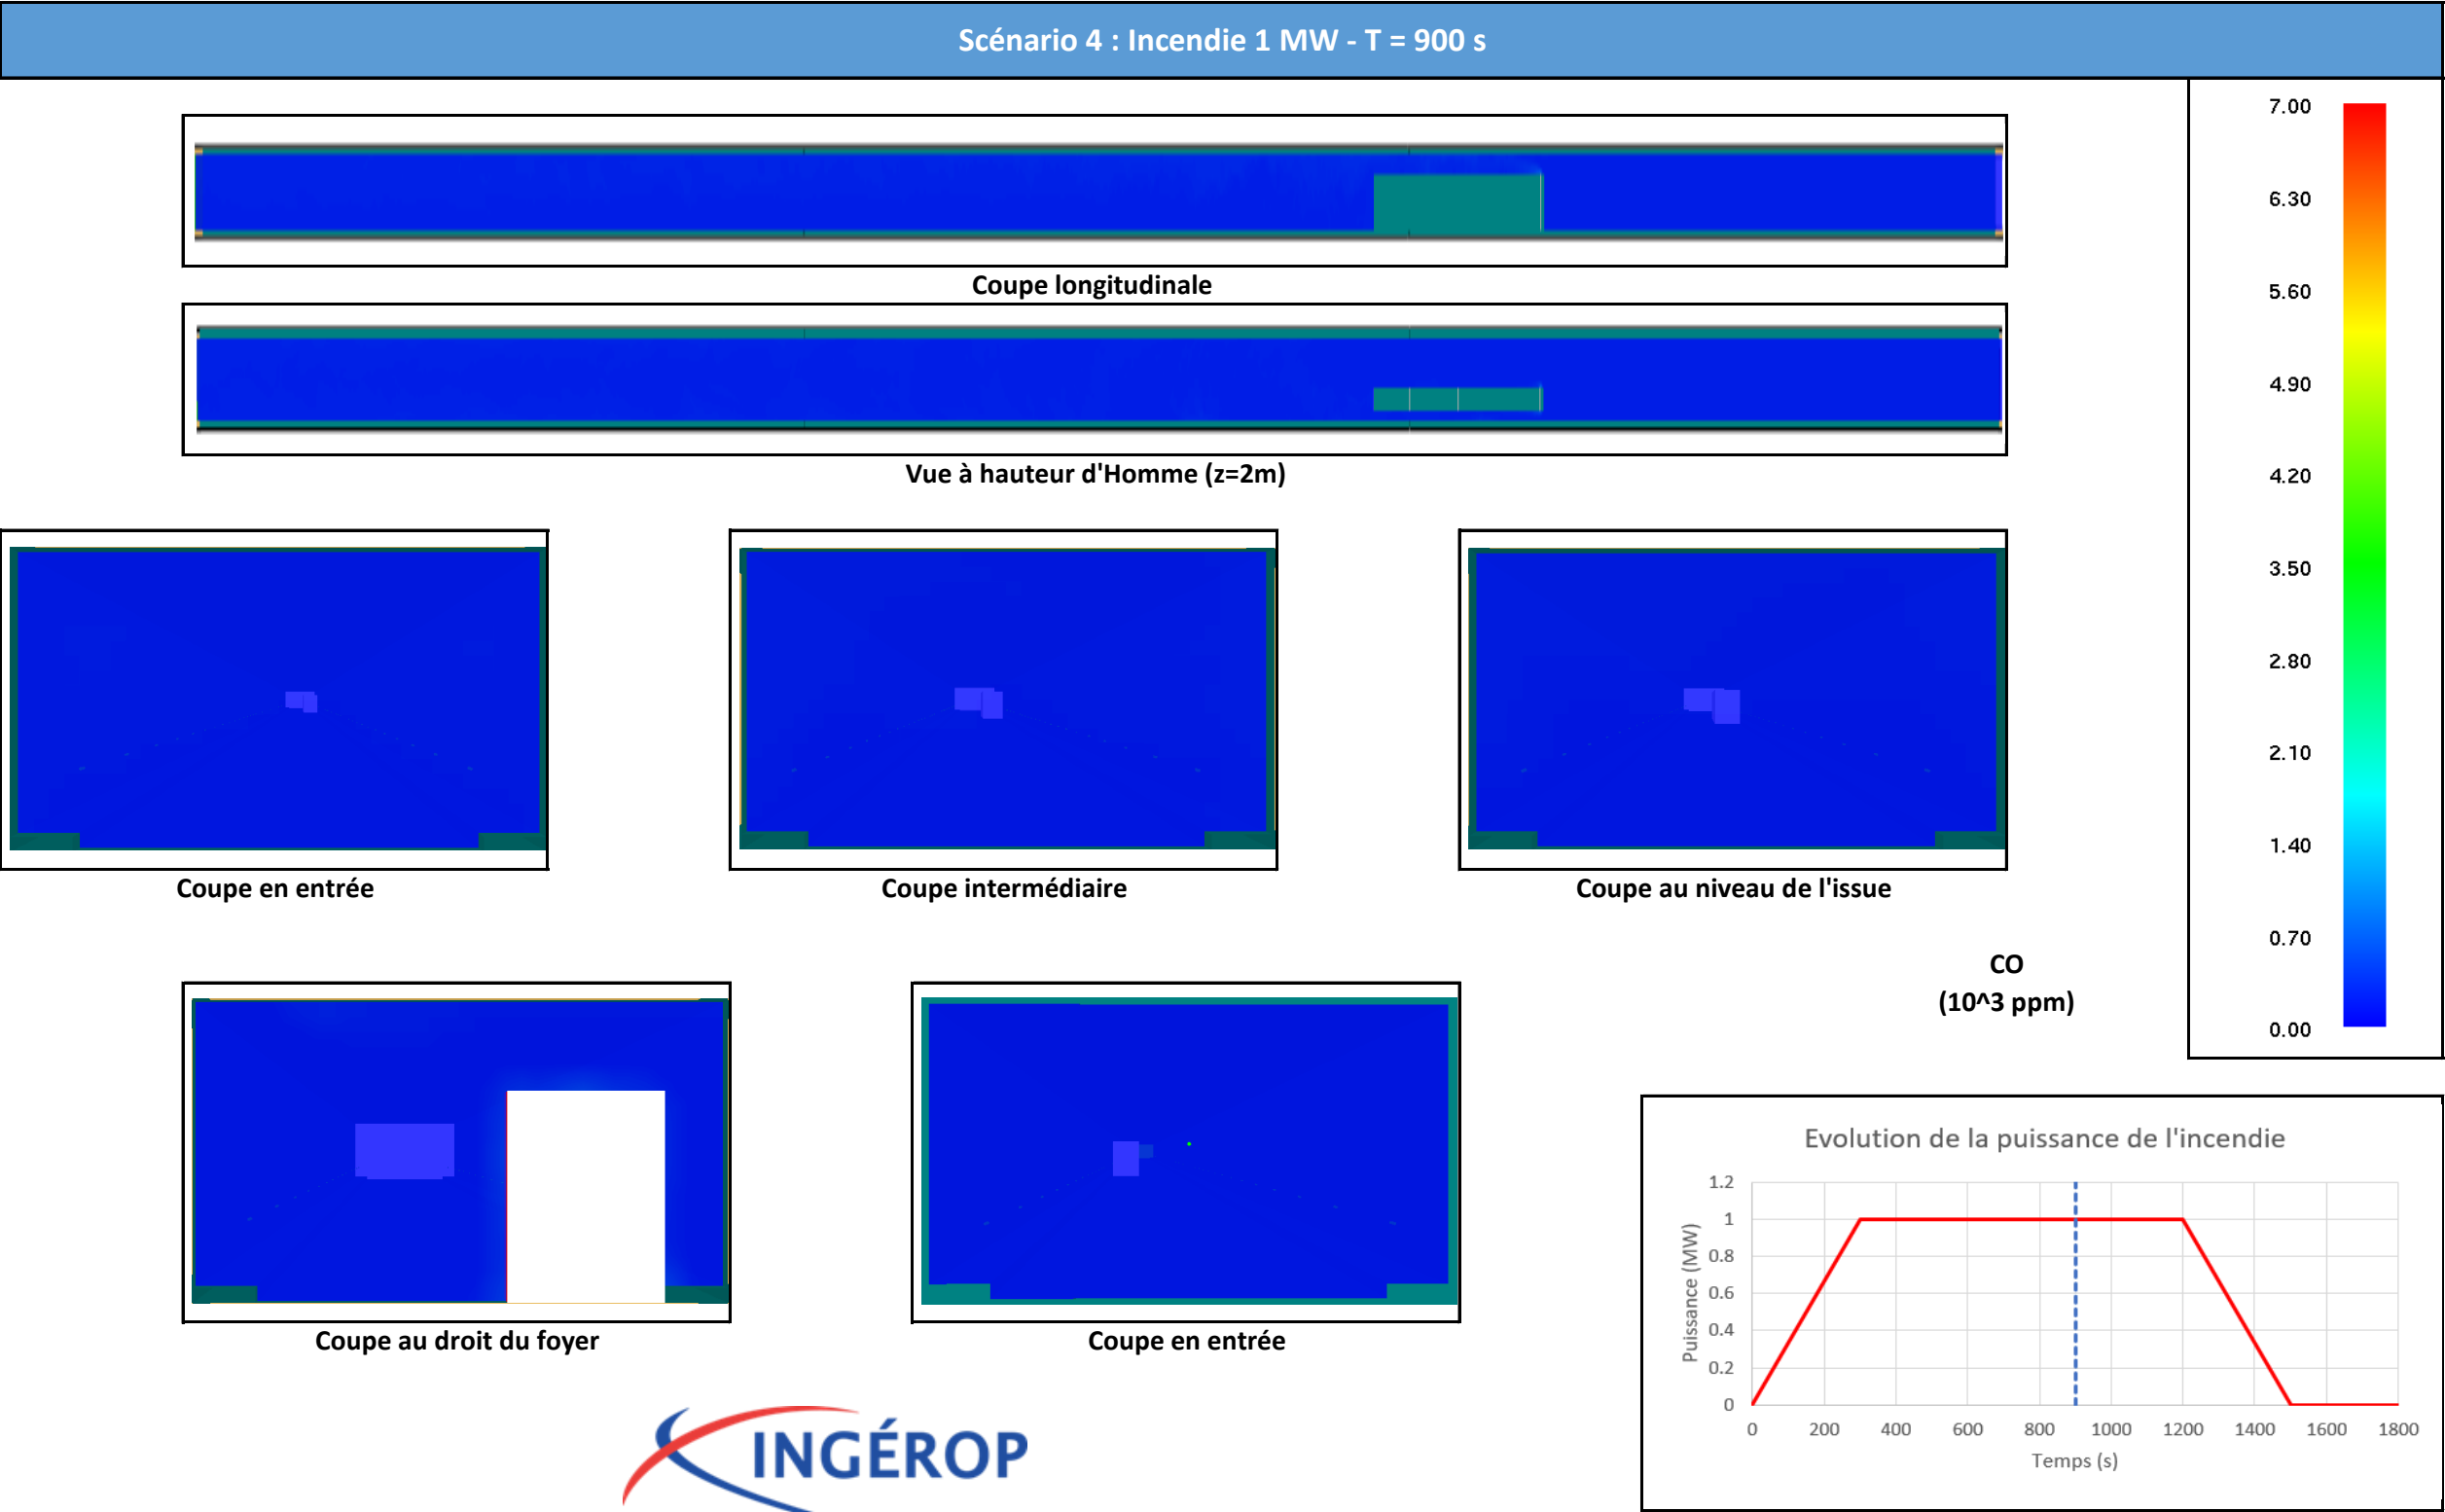 Scénario 4 : Incendie 1 MW - T = 900 s
Coupe longitudinale
Vue à hauteur d'Homme (z=2m)
Coupe en entrée
Coupe intermédiaire
Coupe au niveau de l'issue
Coupe au droit du foyer
Coupe en entrée
CO
(10^3 ppm)
7.00
6.30
5.60
4.90
4.20
3.50
2.80
2.10
1.40
0.70
0.00
Evolution de la puissance de l'incendie
Puissance (MW)
1.2
1
0.8
0.6
0.4
0.2
0
0 200 400 600 800 1000 1200 1400 1600 1800
Temps (s)
INGÉROP